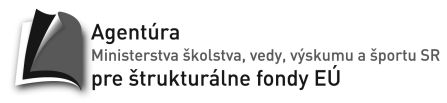 Agentúra
Ministerstva školstva, vedy, výskumu a športu SR
pre štrukturálne fondy EÚ